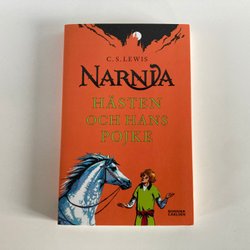 C. S. LEWIS
NARNIA
HÄSTEN
OCH HANS
POJKE
BONNIER
CARLSEN